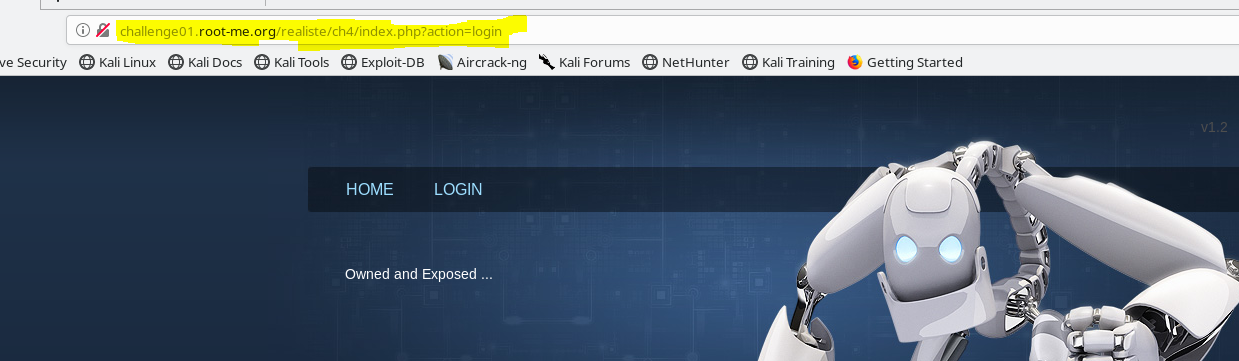 challenge01.root-me.org/realiste/ch4/index.php?action=login
ve Security Kali Linux Kali Docs Kali Tools Exploit-DB Aircrack-ng Kali Forums NetHunter Kali Training Getting Started
v1.2
HOME LOGIN
Owned and Exposed ...